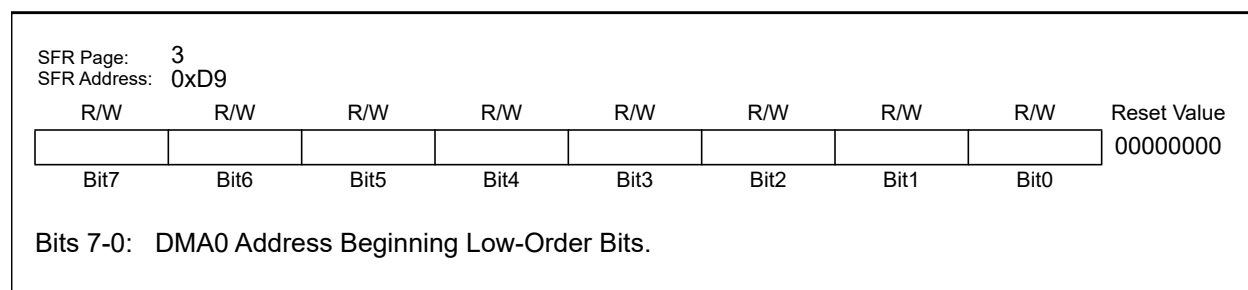 SFR Page: 3
SFR Address: 0xD9
R/W R/W R/W R/W R/W R/W R/W R/W Reset Value
00000000
Bit7 Bit6 Bit5 Bit4 Bit3 Bit2 Bit1 Bit0
Bits 7-0: DMA0 Address Beginning Low-Order Bits.